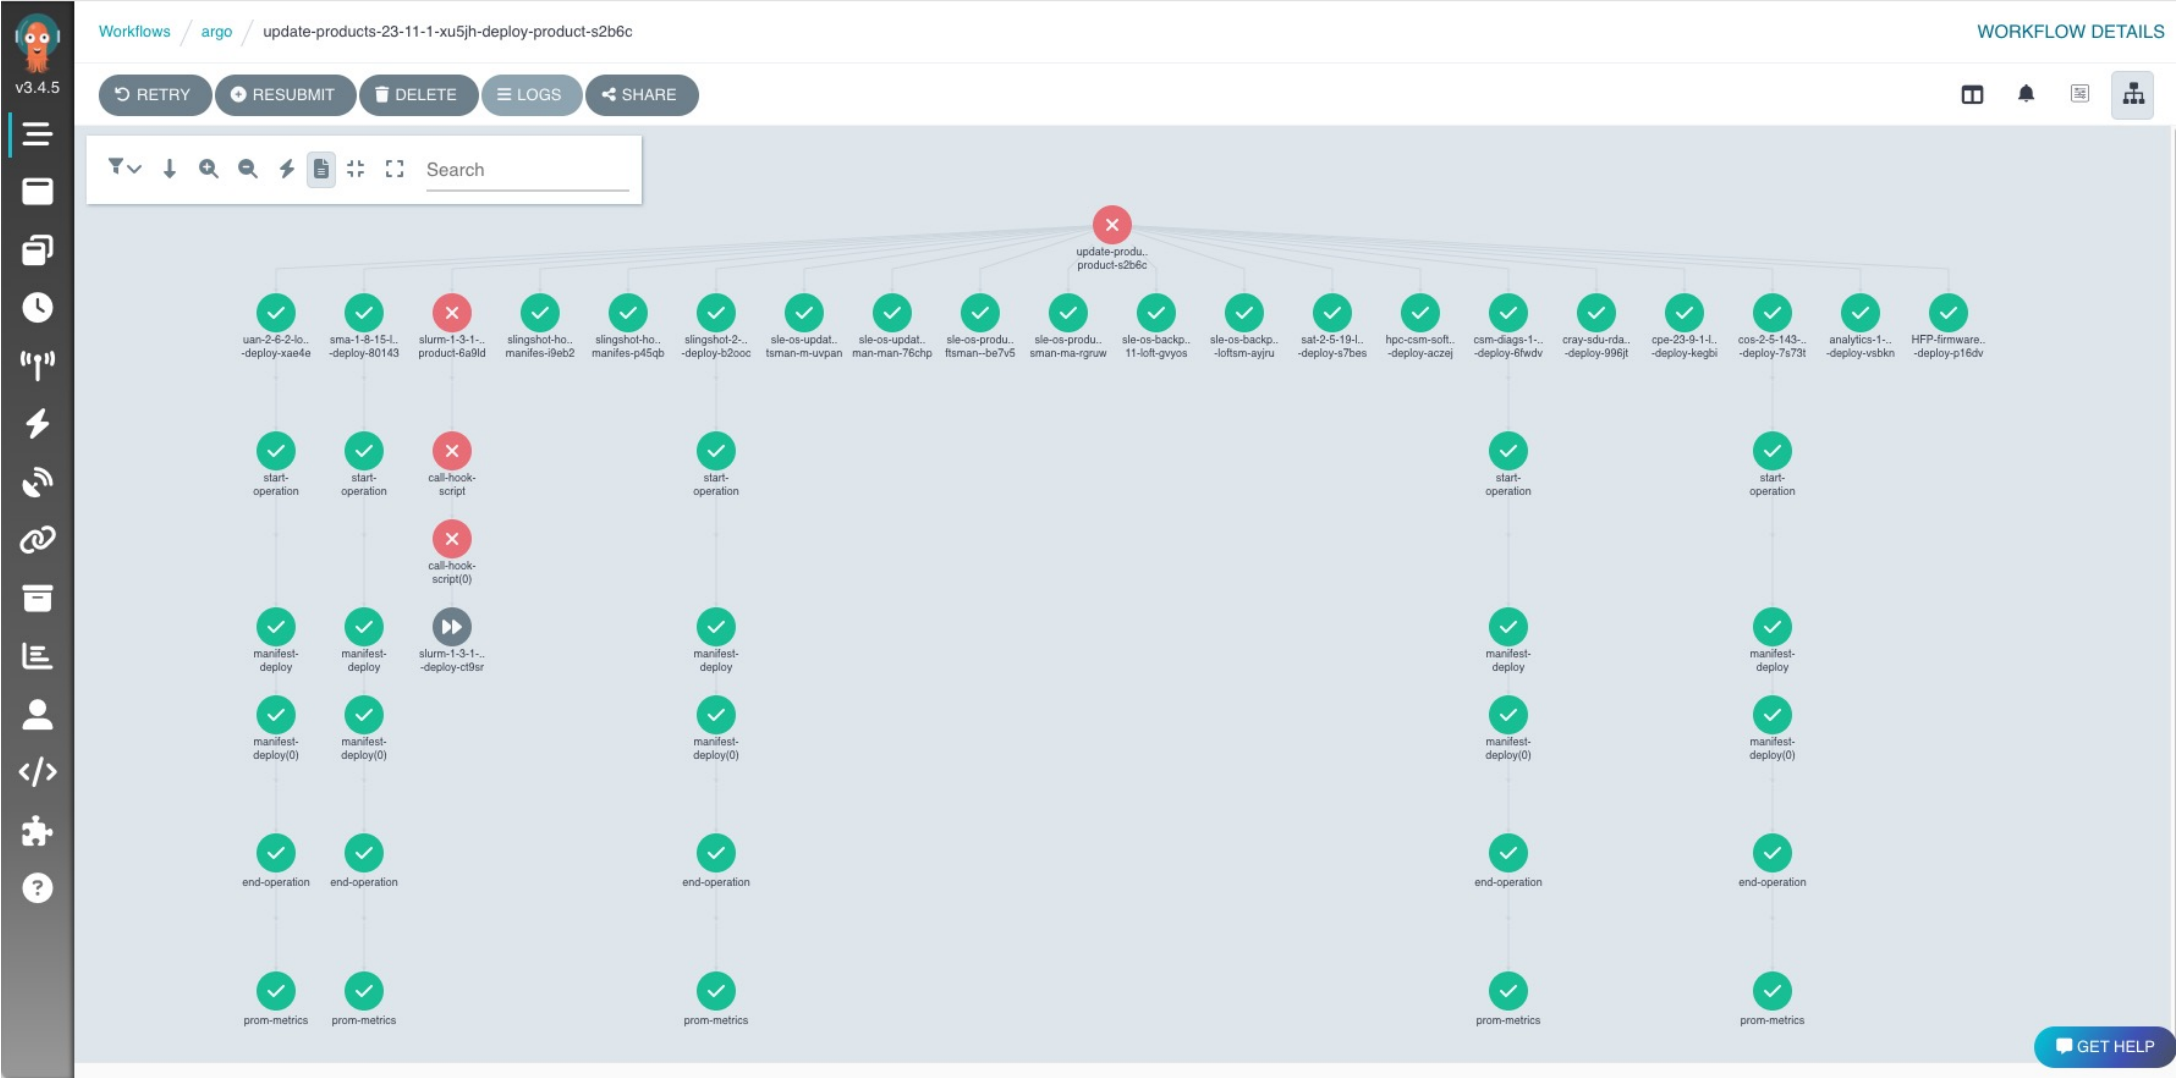 Workflows / argo / update-products-23-11-1-xu5jh-deploy-product-s2b6c
WORKFLOW DETAILS
v3.4.5
RETRY
RESUBMIT
DELETE
LOGS
SHARE
Search
update-produ..
product-s2b6c
uan-2-6-2-lo..
-deploy-xae4e
sma-1-8-15-l..
-deploy-80143
slurm-1-3-1-..
product-6a9ld
slingshot-ho..
manifes-i9eb2
slingshot-ho..
manifes-p45qb
slingshot-2-..
-deploy-b2ooc
sle-os-updat..
tsman-m-uvpan
sle-os-updat..
man-man-76chp
sle-os-produ..
ftsman--be7v5
sle-os-produ..
sman-ma-rgruw
sle-os-backp..
11-loft-gvyos
sle-os-backp..
-loftsm-ayjru
sat-2-5-19-l..
-deploy-s7bes
hpc-csm-soft..
-deploy-aczej
csm-diags-1-..
-deploy-6fwdv
cray-sdu-rda..
-deploy-996jt
cpe-23-9-1-l..
-deploy-kegbi
cos-2-5-143-..
-deploy-7s73t
analytics-1-..
-deploy-vsbkn
HFP-firmware..
-deploy-p16dv
start-
operation
start-
operation
call-hook-
script
start-
operation
start-
operation
start-
operation
call-hook-
script(0)
manifest-
deploy
manifest-
deploy
slurm-1-3-1-..
-deploy-ct9sr
manifest-
deploy
manifest-
deploy
manifest-
deploy
manifest-
deploy(0)
manifest-
deploy(0)
manifest-
deploy(0)
manifest-
deploy(0)
manifest-
deploy(0)
end-operation
end-operation
end-operation
end-operation
end-operation
prom-metrics
prom-metrics
prom-metrics
prom-metrics
prom-metrics
GET HELP